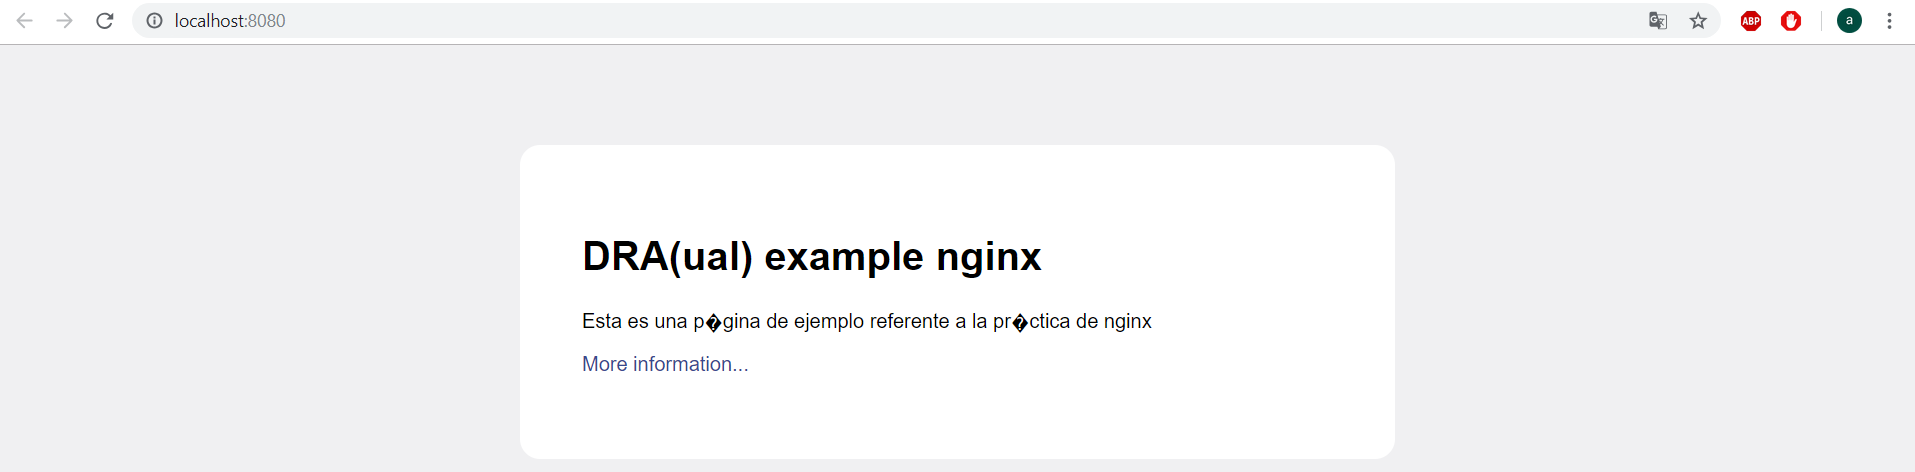 localhost:8080
ABP
a
DRA(ual) example nginx
Esta es una p�gina de ejemplo referente a la pr�ctica de nginx
More information...